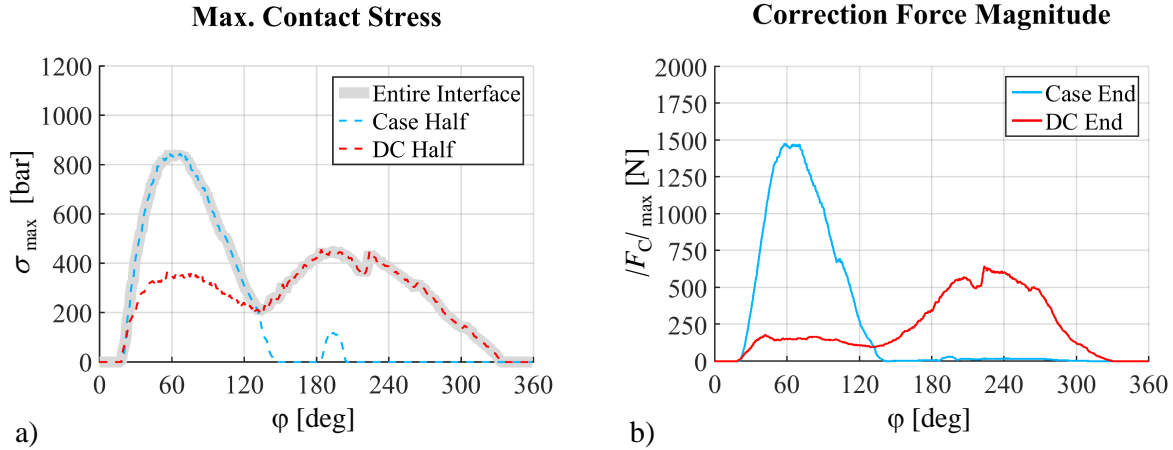 Max. Contact Stress
1200
1000
800
600
400
200
0
σ max [bar]
Entire Interface
Case Half
DC Half
0 60 120 180 240 300 360
φ [deg]
a)
Correction Force Magnitude
2000
1750
1500
1250
1000
750
500
250
0
|F_C| max [N]
Case End
DC End
0 60 120 180 240 300 360
φ [deg]
b)